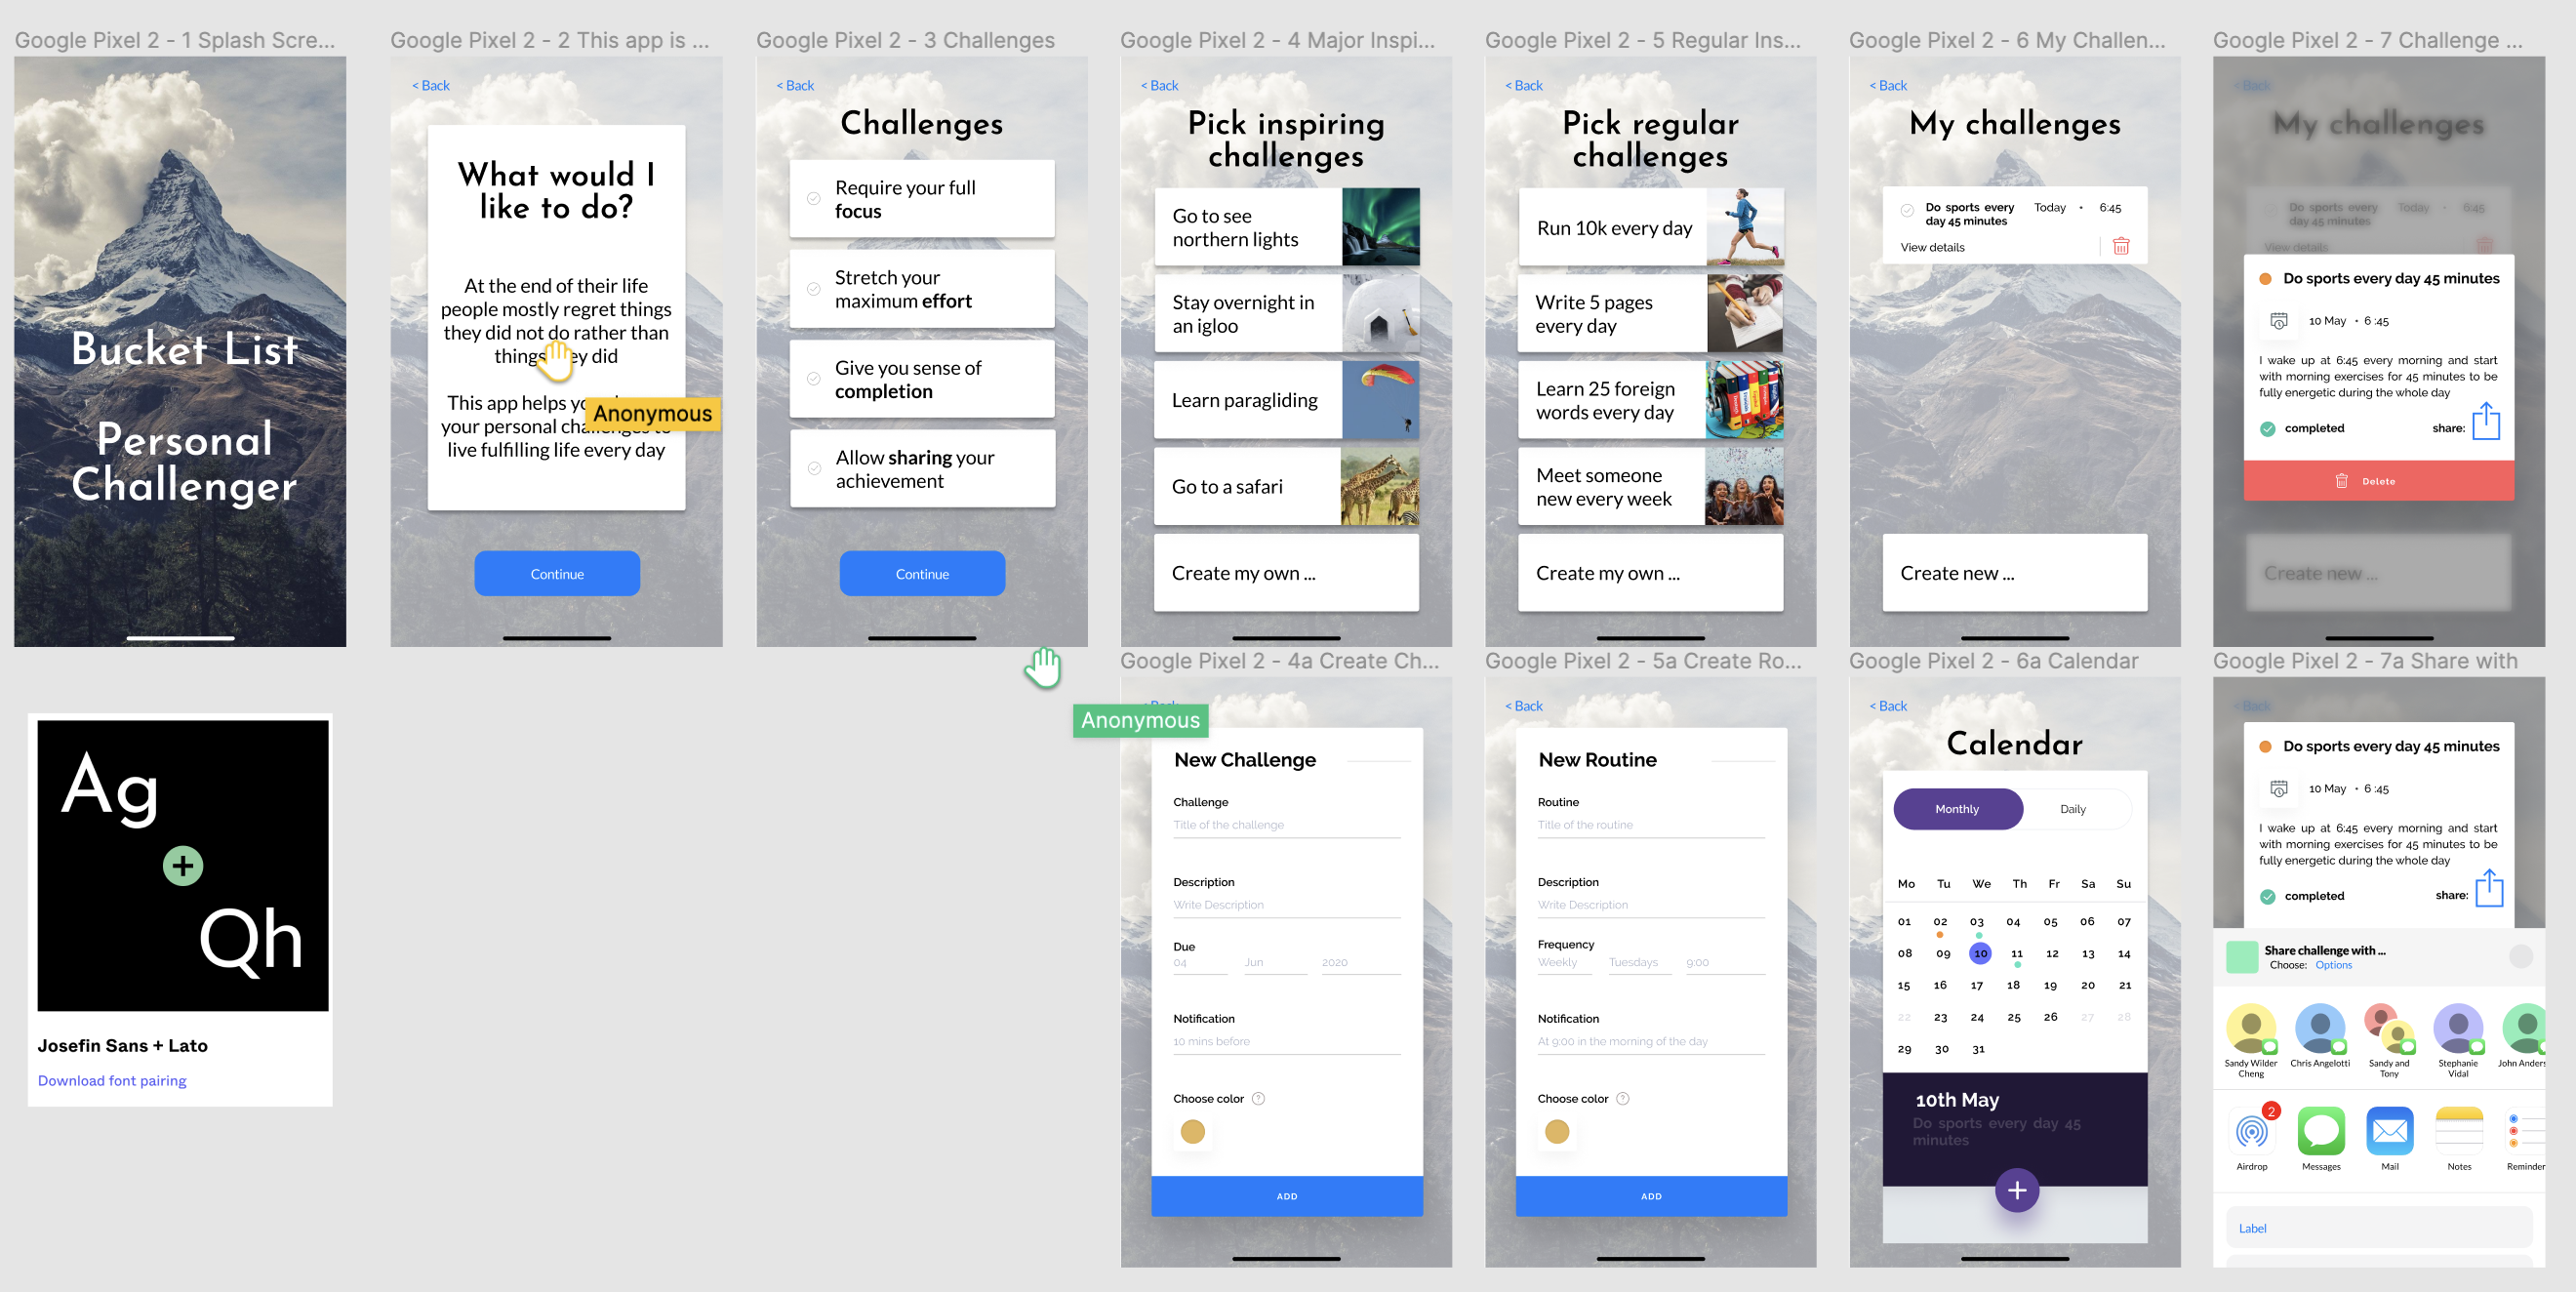 Google Pixel 2 - 1 Splash Scre...
Bucket List
Personal
Challenger
Google Pixel 2 - 2 This app is ...
< Back
What would I
like to do?
At the end of their life
people mostly regret things
they did not do rather than
did
This app helps
your personal
live fulfilling life every day
Anonymous
Continue
Google Pixel 2 - 3 Challenges
< Back
Challenges
Require your full
focus
Stretch your
maximum effort
Give you sense of
completion
Allow sharing your
achievement
Continue
Google Pixel 2 - 4 Major Inspi...
< Back
Pick inspiring
challenges
Go to see
northern lights
Stay overnight in
an igloo
Learn paragliding
Go to a safari
Create my own ...
Google Pixel 2 - 5 Regular Ins...
< Back
Pick regular
challenges
Run 10k every day
Write 5 pages
every day
Learn 25 foreign
words every day
Meet someone
new every week
Create my own ...
Google Pixel 2 - 6 My Challen...
< Back
My challenges
Do sports every Today • 6:45
day 45 minutes
View details
Create new ...
Google Pixel 2 - 7 Challenge ...
< Back
My challenges
Do sports every Today • 6:45
day 45 minutes
View details
Do sports every day 45 minutes
10 May • 6 :45
I wake up at 6:45 every morning and start
with morning exercises for 45 minutes to be
fully energetic during the whole day
completed share:
Delete
Create new ...
Ag
+
Qh
Josefin Sans + Lato
Download font pairing
Anonymous
Google Pixel 2 - 4a Create Ch...
New Challenge
Challenge
Title of the challenge
Description
Write Description
Due
04 Jun 2020
Notification
10 mins before
Choose color ?
ADD
Google Pixel 2 - 5a Create Ro...
< Back
New Routine
Routine
Title of the routine
Description
Write Description
Frequency
Weekly Tuesdays 9:00
Notification
At 9:00 in the morning of the day
Choose color ?
ADD
Google Pixel 2 - 6a Calendar
< Back
Calendar
Monthly Daily
Mo Tu We Th Fr Sa Su
01 02 03 04 05 06 07
08 09 10 11 12 13 14
15 16 17 18 19 20 21
22 23 24 25 26 27 28
29 30 31
10th May
Do sports every day 45
minutes
+
Google Pixel 2 - 7a Share with
< Back
Do sports every day 45 minutes
10 May • 6 :45
I wake up at 6:45 every morning and start
with morning exercises for 45 minutes to be
fully energetic during the whole day
completed share:
Share challenge with ...
Choose: Options
Sandy Wilder Chris Angelotti Sandy and Stephanie John Anders
Cheng Tony Vidal
2
Airdrop Messages Mail Notes Reminder
Label